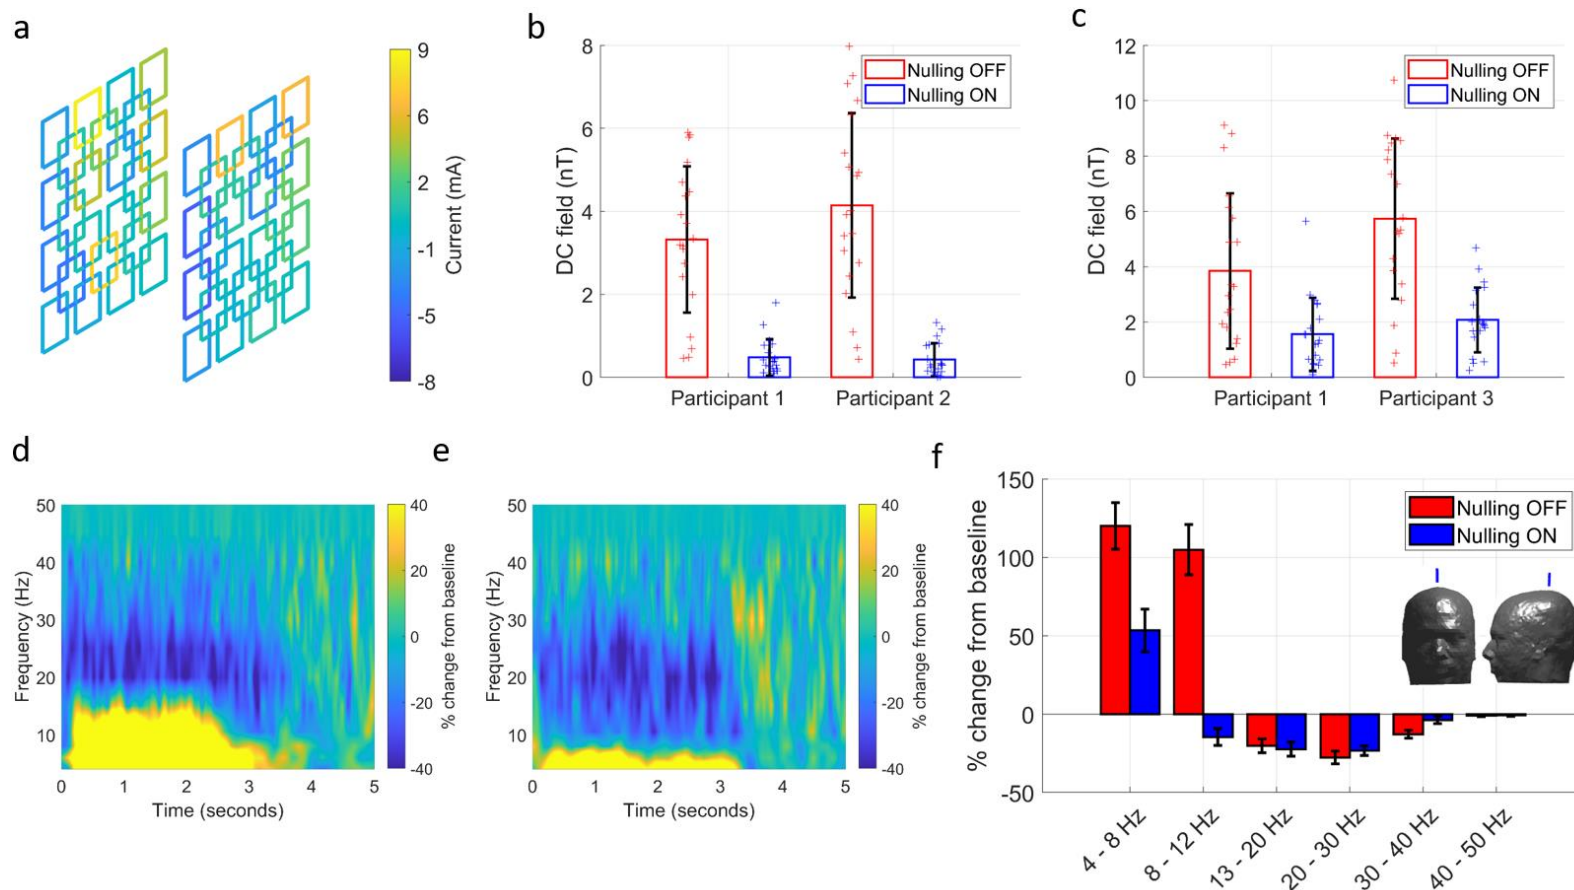 a
9
6
2
-1
-5
-8
Current (mA)
b
8
6
4
2
0
DC field (nT)
Nulling OFF
Nulling ON
Participant 1
Participant 2
c
12
10
8
6
4
2
0
DC field (nT)
Nulling OFF
Nulling ON
Participant 1
Participant 3
d
50
40
30
20
10
Frequency (Hz)
0
1
2
3
4
5
Time (seconds)
40
20
0
-20
-40
% change from baseline
e
50
40
30
20
10
Frequency (Hz)
0
1
2
3
4
5
Time (seconds)
40
20
0
-20
-40
% change from baseline
f
150
100
50
0
-50
% change from baseline
Nulling OFF
Nulling ON
4 - 8 Hz
8 - 12 Hz
13 - 20 Hz
20 - 30 Hz
30 - 40 Hz
40 - 50 Hz